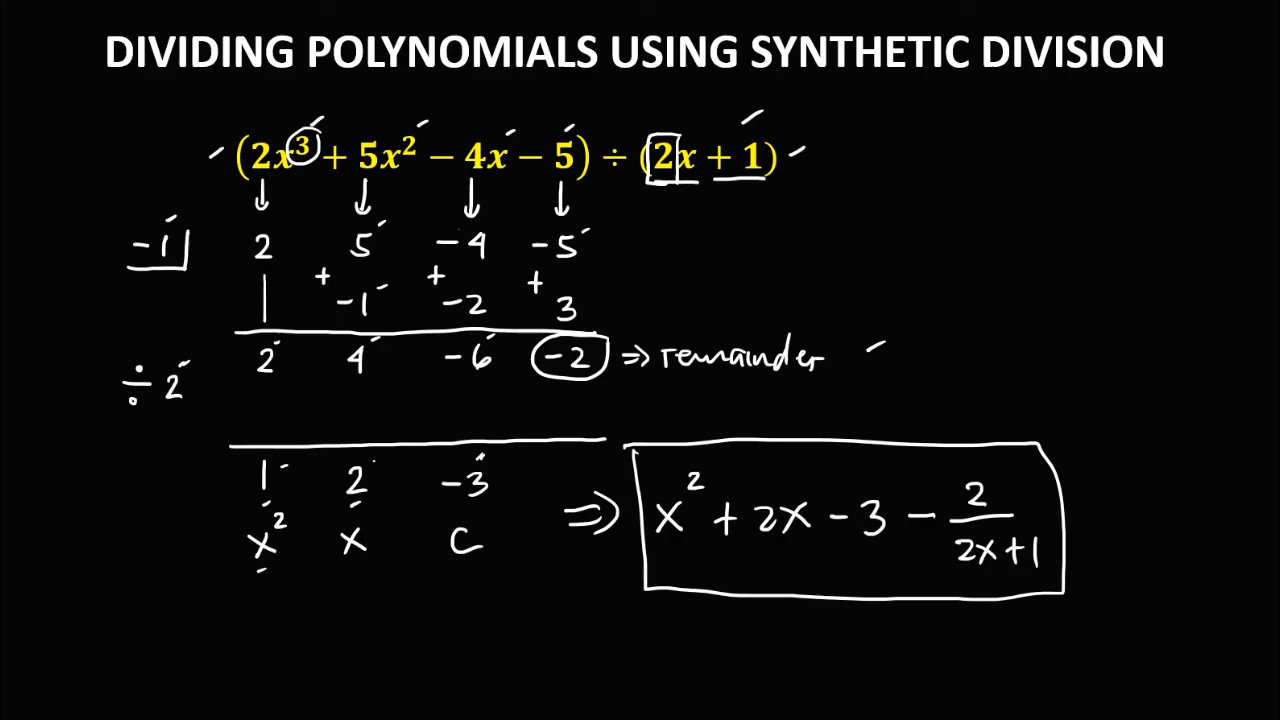 DIVIDING POLYNOMIALS USING SYNTHETIC DIVISION
(2x³ + 5x² − 4x − 5) ÷ (2x + 1)
-1 2 5 -4 -5
+ + +
-1 -2 3
2 4 -6 -2 ⇒ remainder
÷ 2
1 2 -3
x² x C ⇒ x² + 2x - 3 - 2/(2x+1)